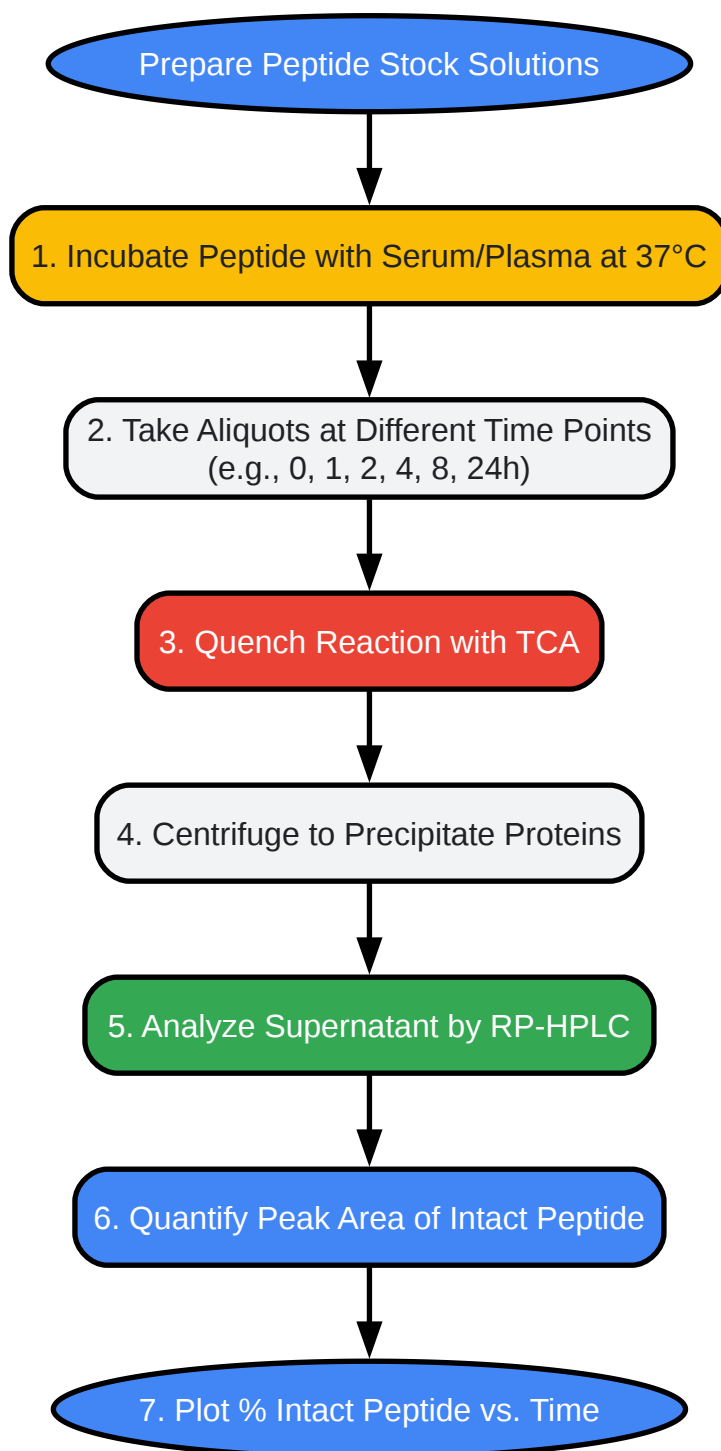 Prepare Peptide Stock Solutions
1. Incubate Peptide with Serum/Plasma at 37°C
2. Take Aliquots at Different Time Points
(e.g., 0, 1, 2, 4, 8, 24h)
3. Quench Reaction with TCA
4. Centrifuge to Precipitate Proteins
5. Analyze Supernatant by RP-HPLC
6. Quantify Peak Area of Intact Peptide
7. Plot % Intact Peptide vs. Time